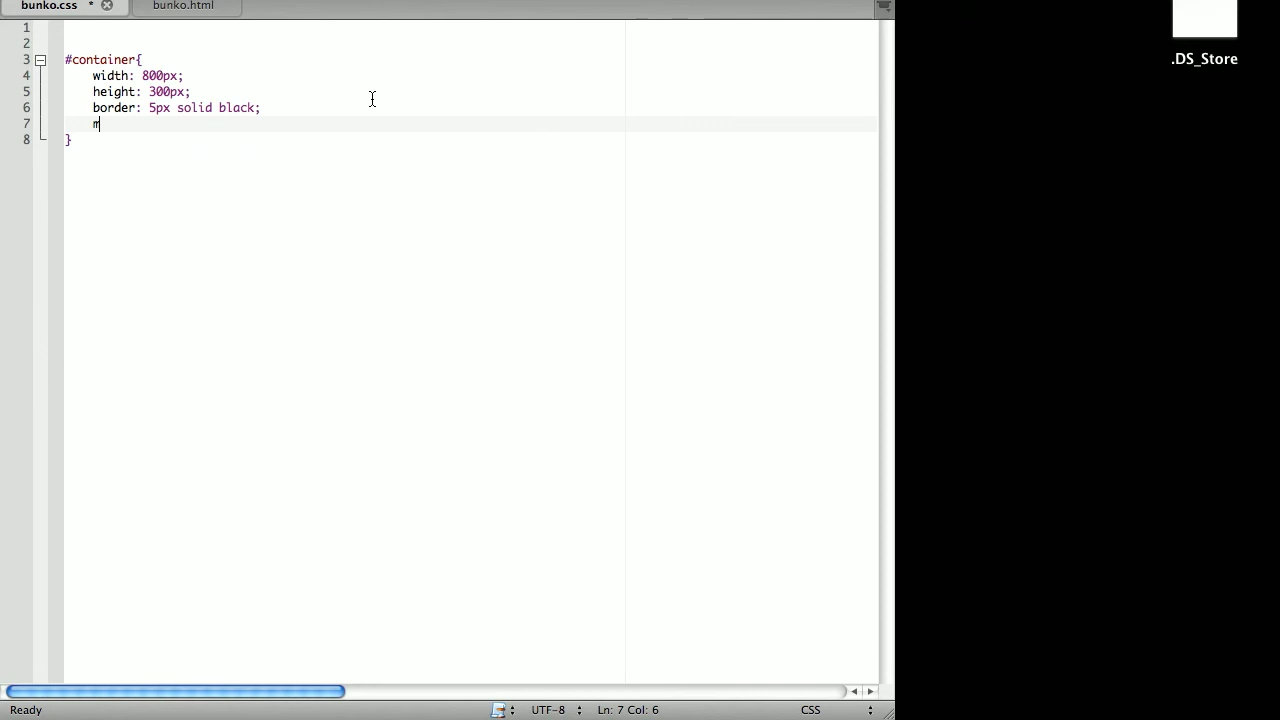 bunko.css *
bunko.html
.DS_Store
1
2
3 #container{
4 width: 800px;
5 height: 300px;
6 border: 5px solid black;
7 m
8 }
Ready
UTF-8
Ln: 7 Col: 6
CSS